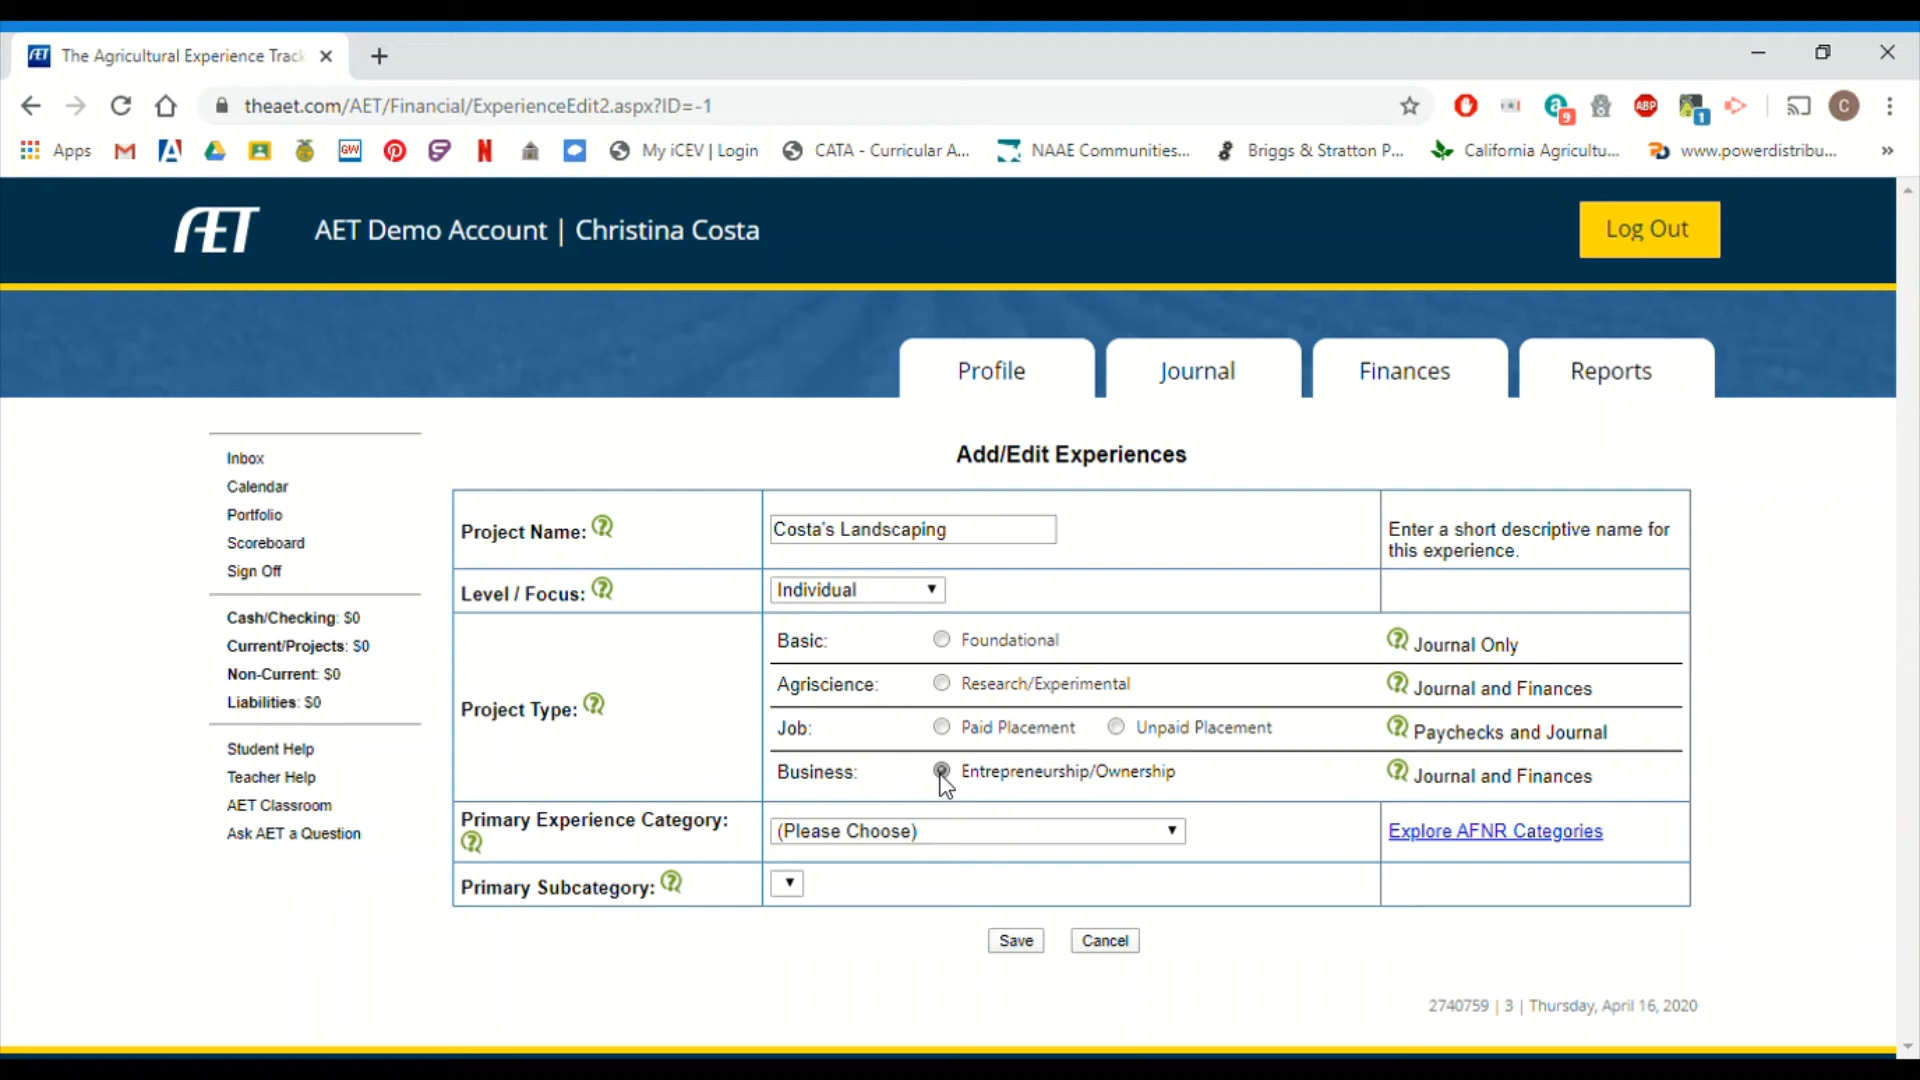 The Agricultural Experience Track
theaet.com/AET/Financial/ExperienceEdit2.aspx?ID=-1
ABP
9
1
C
Apps
GW
My iCEV | Login
CATA - Curricular A...
NAAE Communities...
Briggs & Stratton P...
California Agricultu...
www.powerdistribu...
»
AET
AET Demo Account | Christina Costa
Log Out
Profile
Journal
Finances
Reports
Inbox
Calendar
Portfolio
Scoreboard
Sign Off
Cash/Checking: $0
Current/Projects: $0
Non-Current: $0
Liabilities: $0
Student Help
Teacher Help
AET Classroom
Ask AET a Question
Add/Edit Experiences
Project Name:
Costa's Landscaping
Enter a short descriptive name for
this experience.
Level / Focus:
Individual
Project Type:
Basic:
Foundational
Journal Only
Agriscience:
Research/Experimental
Journal and Finances
Job:
Paid Placement
Unpaid Placement
Paychecks and Journal
Business:
Entrepreneurship/Ownership
Journal and Finances
Primary Experience Category:
(Please Choose)
Explore AFNR Categories
Primary Subcategory:
Save
Cancel
2740759 | 3 | Thursday, April 16, 2020